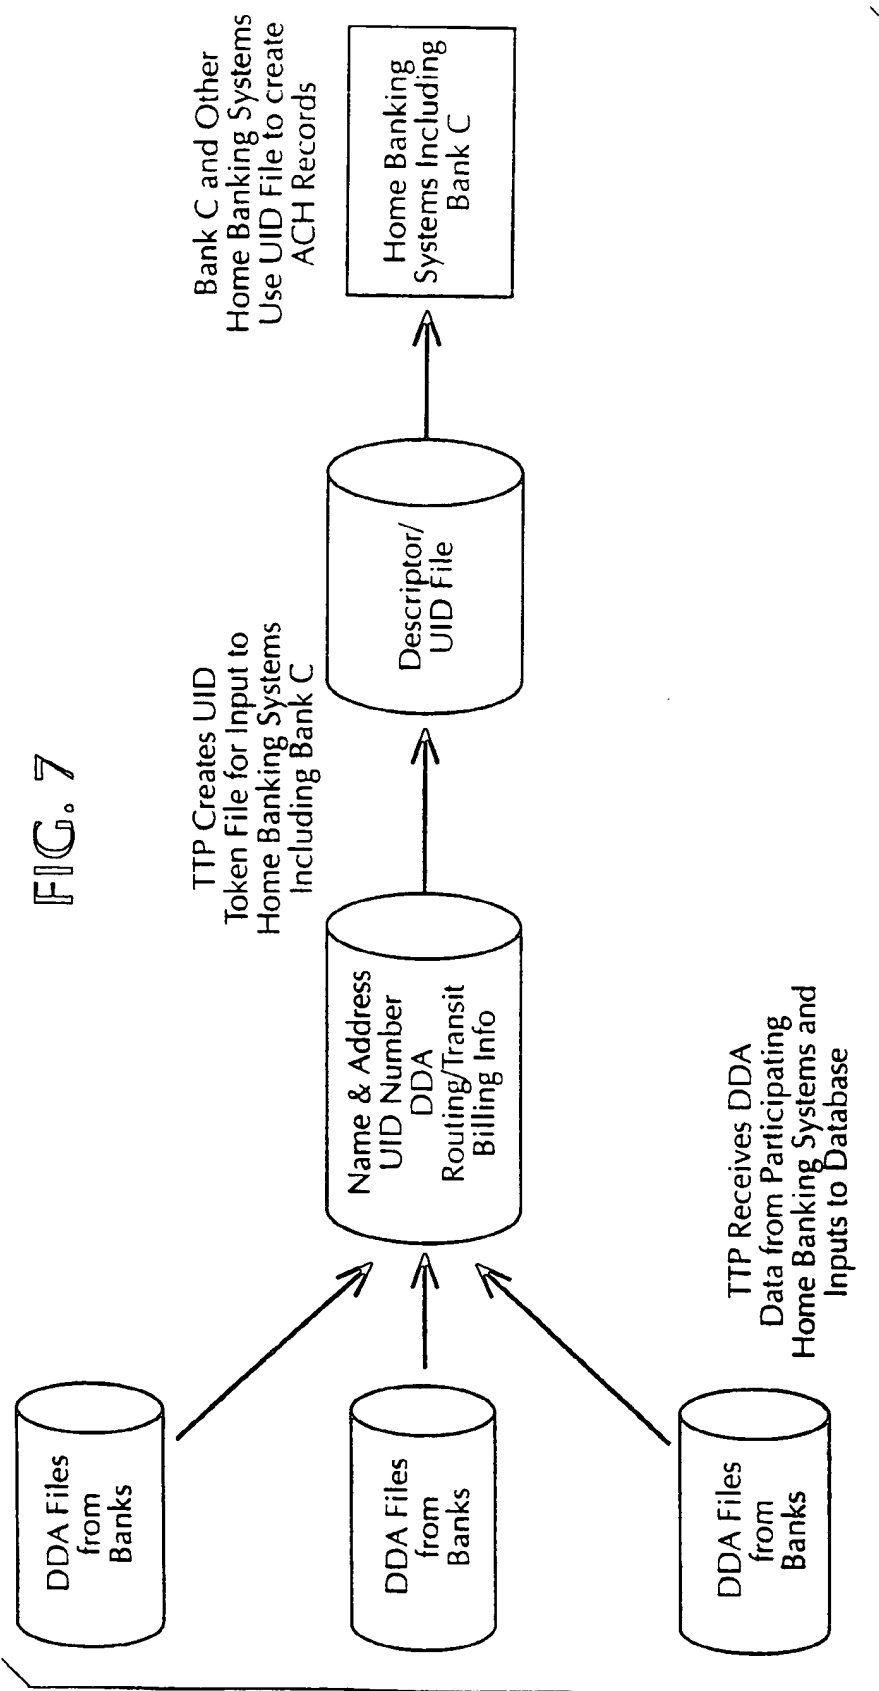 FIG. 7
DDA Files
from
Banks
DDA Files
from
Banks
DDA Files
from
Banks
TTP Receives DDA
Data from Participating
Home Banking Systems and
Inputs to Database
Name & Address
UID Number
DDA
Routing/Transit
Billing Info
TTP Creates UID
Token File for Input to
Home Banking Systems
Including Bank C
Descriptor/
UID File
Bank C and Other
Home Banking Systems
Use UID File to create
ACH Records
Home Banking
Systems Including
Bank C